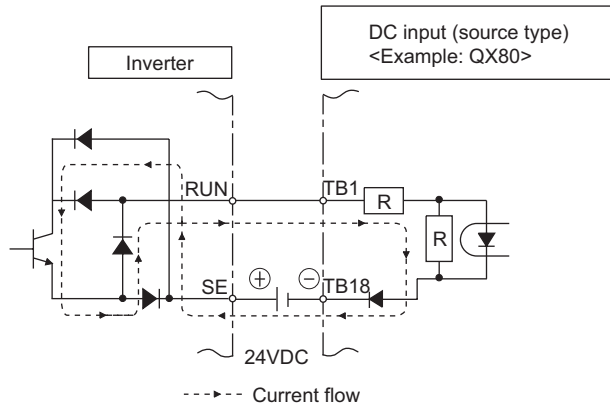 DC input (source type)
<Example: QX80>
Inverter
RUN
TB1
R
R
SE
+
−
TB18
24VDC
Current flow